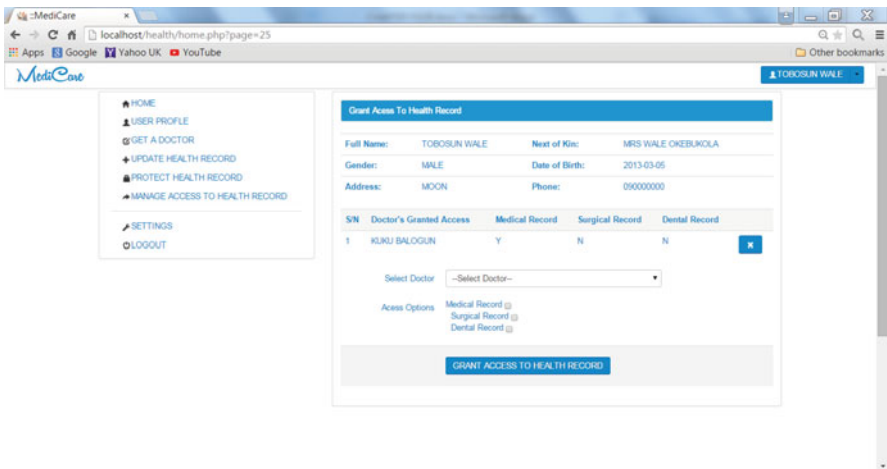 ::MediCare
localhost/health/home.php?page=25
Apps Google Yahoo UK YouTube Other bookmarks
MediCare TOBOSUN WALE
HOME
USER PROFLE
GET A DOCTOR
UPDATE HEALTH RECORD
PROTECT HEALTH RECORD
MANAGE ACCESS TO HEALTH RECORD
SETTINGS
LOGOUT
Grant Acess To Health Record
Full Name: TOBOSUN WALE Next of Kin: MRS WALE OKEBUKOLA
Gender: MALE Date of Birth: 2013-03-05
Address: MOON Phone: 090000000
S/N Doctor's Granted Access Medical Record Surgical Record Dental Record
1 KUKU BALOGUN Y N N x
Select Doctor --Select Doctor--
Acess Options Medical Record
Surgical Record
Dental Record
GRANT ACCESS TO HEALTH RECORD